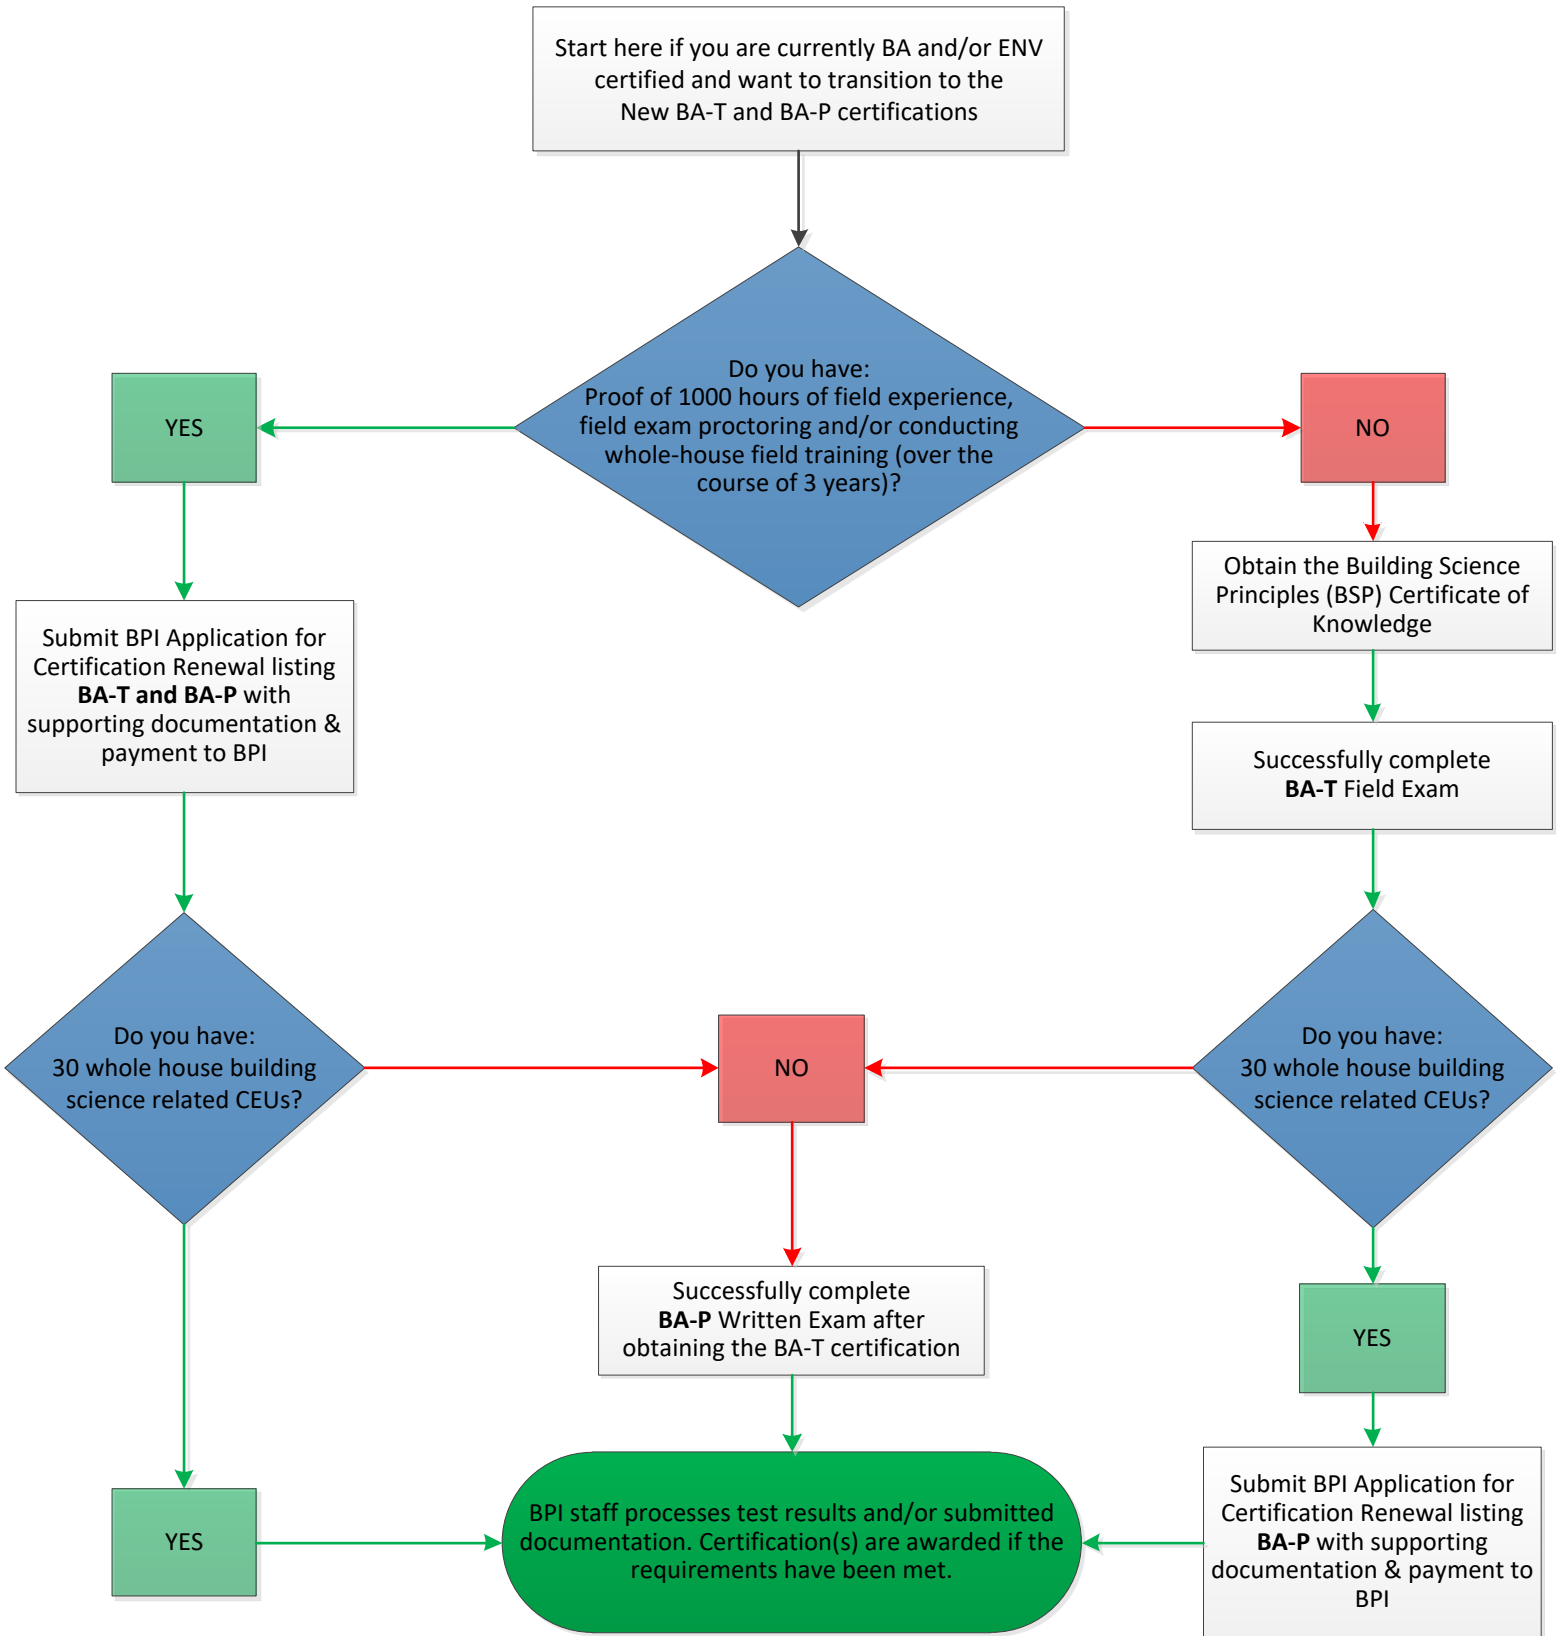 Start here if you are currently BA and/or ENV
certified and want to transition to the
New BA-T and BA-P certifications
Do you have:
Proof of 1000 hours of field experience,
field exam proctoring and/or conducting
whole-house field training (over the
course of 3 years)?
YES
NO
Obtain the Building Science
Principles (BSP) Certificate of
Knowledge
Submit BPI Application for
Certification Renewal listing
BA-T and BA-P with
supporting documentation &
payment to BPI
Successfully complete
BA-T Field Exam
Do you have:
30 whole house building
science related CEUs?
NO
Do you have:
30 whole house building
science related CEUs?
Successfully complete
BA-P Written Exam after
obtaining the BA-T certification
YES
YES
BPI staff processes test results and/or submitted
documentation. Certification(s) are awarded if the
requirements have been met.
Submit BPI Application for
Certification Renewal listing
BA-P with supporting
documentation & payment to
BPI